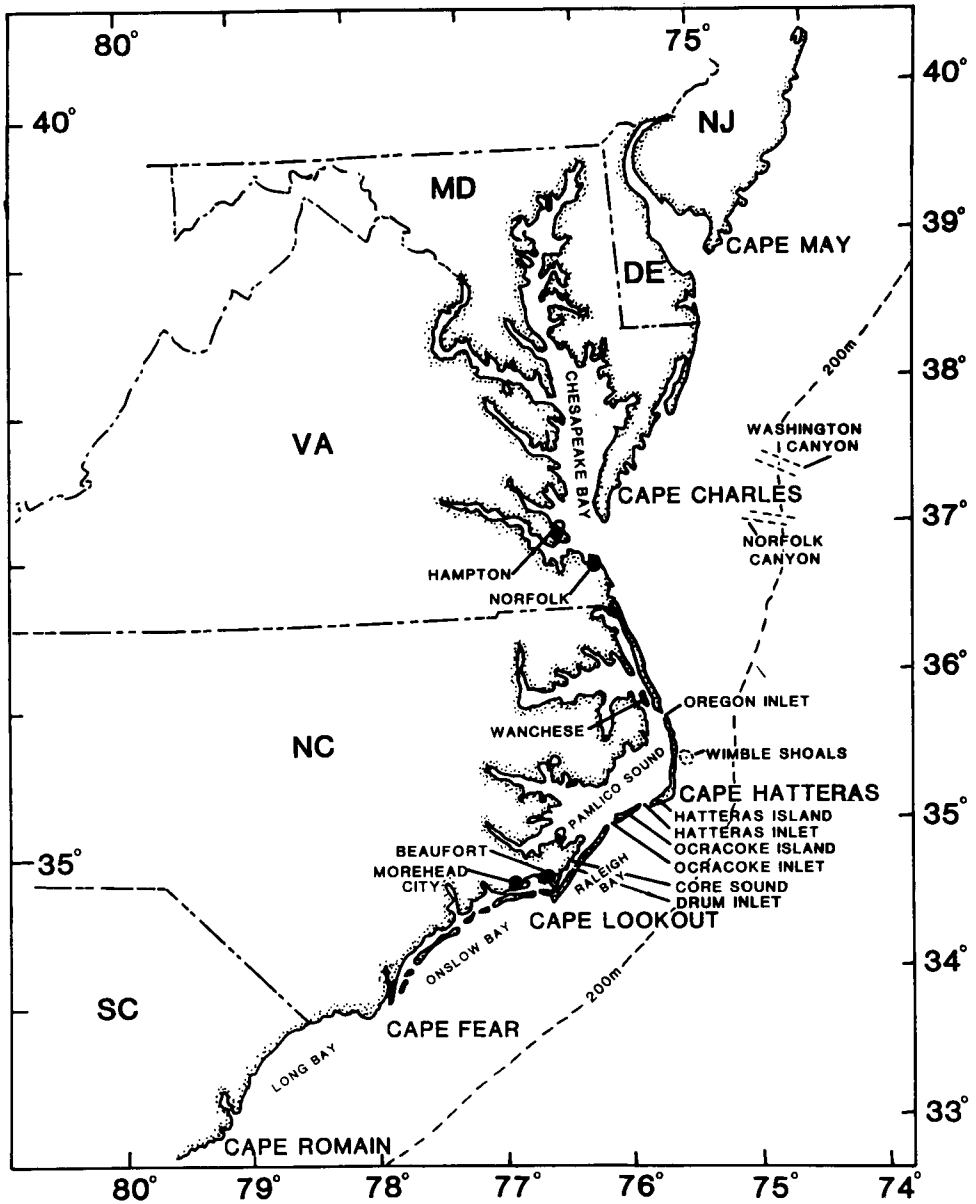 80°
75°
40°
40°
NJ
MD
39°
CAPE MAY
DE
200m
38°
CHESAPEAKE BAY
WASHINGTON
CANYON
VA
CAPE CHARLES
37°
NORFOLK
CANYON
HAMPTON
NORFOLK
36°
OREGON INLET
WANCHESE
NC
WIMBLE SHOALS
PAMLICO SOUND
CAPE HATTERAS
35°
HATTERAS ISLAND
HATTERAS INLET
OCRACOKE ISLAND
OCRACOKE INLET
35°
BEAUFORT
MOREHEAD
CITY
RALEIGH
BAY
CORE SOUND
DRUM INLET
CAPE LOOKOUT
ONSLOW BAY
34°
200m
SC
CAPE FEAR
LONG BAY
33°
CAPE ROMAIN
80°
79°
78°
77°
76°
75°
74°